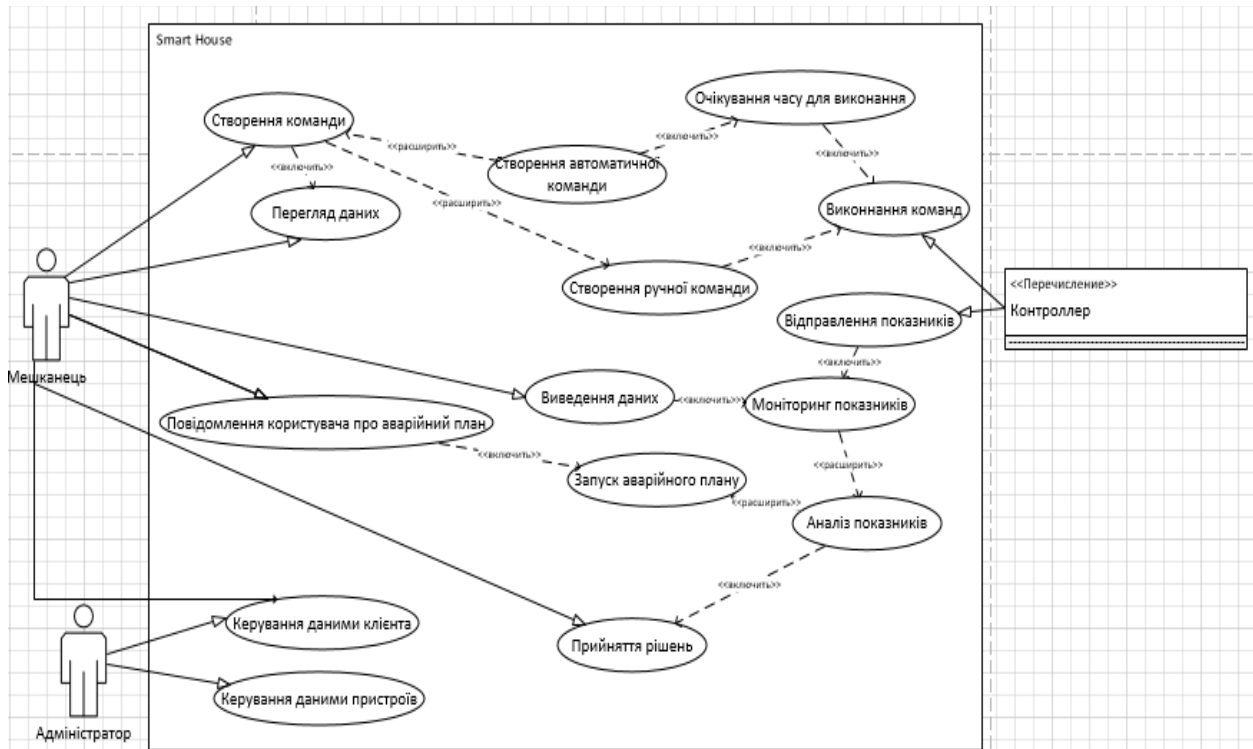 Smart House
Очікування часу для виконання
Створення команди
<<включить>>
<<расширить>>
<<включить>>
Створення автоматичної
команди
<<включить>>
Перегляд даних
<<расширить>>
Виконнання команд
<<включить>>
Створення ручної команди
<<Перечисление>>
Контроллер
Відправлення показників
<<включить>>
Мешканець
Виведення даних
<<включить>>
Моніторинг показників
Повідомлення користувача про аварійний план
<<включить>>
<<расширить>>
Запуск аварійного плану
<<расширить>>
Аналіз показників
<<включить>>
Керування даними клієнта
Прийняття рішень
Керування даними пристроїв
Адміністратор